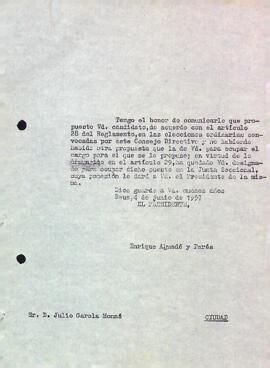 Tengo el honor de comunicarle que pro-
puesto Vd. candidato, de acuerdo con el artículo
28 del Reglamento, en las elecciones ordinarias con-
vocadas por este Consejo Directivo y no habiendo
habido otra propuesta que la de Vd. para ocupar el
cargo para el que se le propuso; en virtud de lo
en el artículo 29, ha quedado Vd. designa-
do para ocupar dicho puesto en la Junta Seccional,
cuya posesión le dará a Vd. el Presidente de la mis-
ma.
Dios guarde a Vd. muchos años
Reus, 4 de junio de 1957
EL PRESIDENTE,
Enrique Aguadé y Parés
Sr. D. Julio Garola Monné
CIUDAD